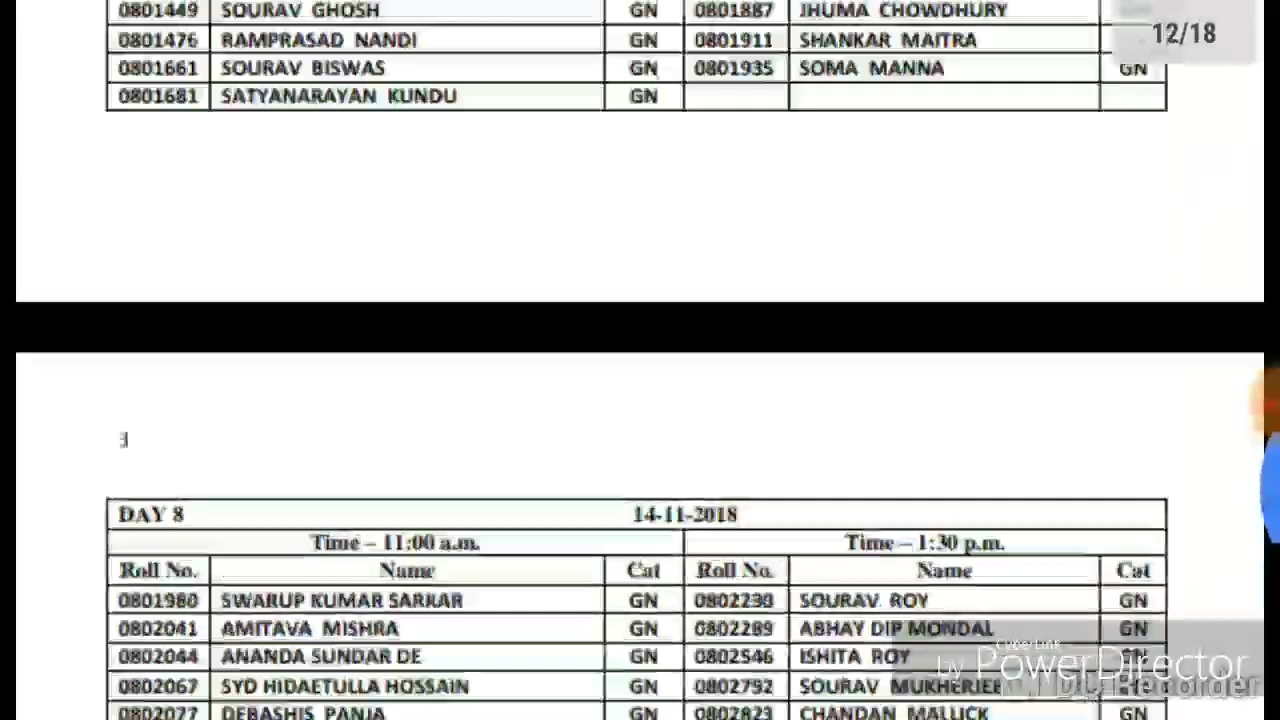 0801449 SOURAV GHOSH GN 0801887 JHUMA CHOWDHURY
12/18
0801476 RAMPRASAD NANDI GN 0801911 SHANKAR MAITRA
0801661 SOURAV BISWAS GN 0801935 SOMA MANNA GN
0801681 SATYANARAYAN KUNDU GN
DAY 8 14-11-2018
Time – 11:00 a.m. Time – 1:30 p.m.
Roll No. Name Cat Roll No. Name Cat
0801980 SWARUP KUMAR SARKAR GN 0802230 SOURAV ROY GN
0802041 AMITAVA MISHRA GN 0802289 ABHAY DIP MONDAL GN
0802044 ANANDA SUNDAR DE GN 0802546 ISHITA ROY
0802067 SYD HIDAETULLA HOSSAIN GN 0802792 SOURAV MUKHERJEE
0802077 DEBASHIS PANJA GN 0802823 CHANDAN MALLICK GN
CyberLink
by PowerDirector
Recorder